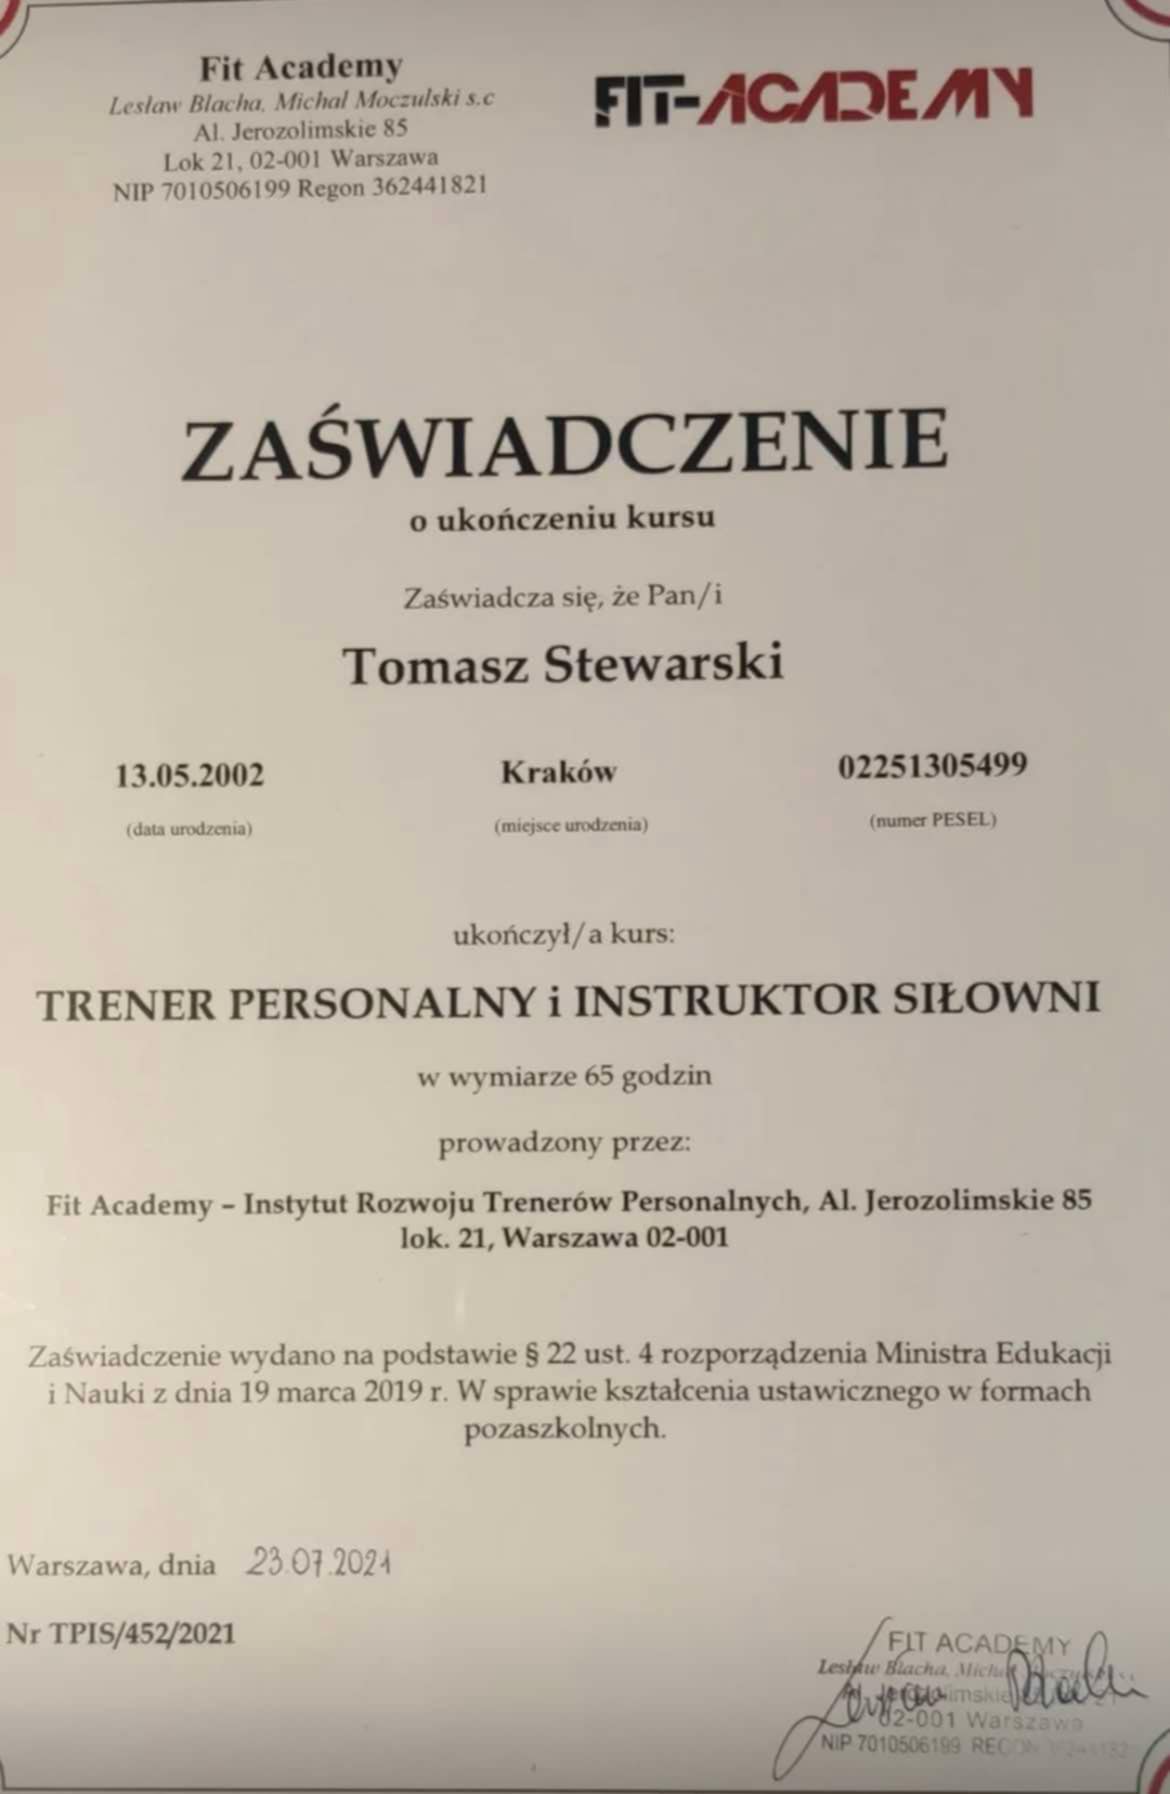 Fit Academy
Lesław Blacha, Michał Moczulski s.c
Al. Jerozolimskie 85
Lok 21, 02-001 Warszawa
NIP 7010506199 Regon 362441821
FIT-ACADEMY
ZAŚWIADCZENIE
o ukończeniu kursu
Zaświadcza się, że Pan/i
Tomasz Stewarski
13.05.2002 Kraków 02251305499
(data urodzenia) (miejsce urodzenia) (numer PESEL)
ukończył/a kurs:
TRENER PERSONALNY i INSTRUKTOR SIŁOWNI
w wymiarze 65 godzin
prowadzony przez:
Fit Academy – Instytut Rozwoju Trenerów Personalnych, Al. Jerozolimskie 85
lok. 21, Warszawa 02-001
Zaświadczenie wydano na podstawie § 22 ust. 4 rozporządzenia Ministra Edukacji
i Nauki z dnia 19 marca 2019 r. W sprawie kształcenia ustawicznego w formach
pozaszkolnych.
Warszawa, dnia 23.07.2021
Nr TPIS/452/2021
FIT ACADEMY
Lesław Blacha,
Jerozolimskie
02-001 Warszawa
NIP 7010506199 REGON